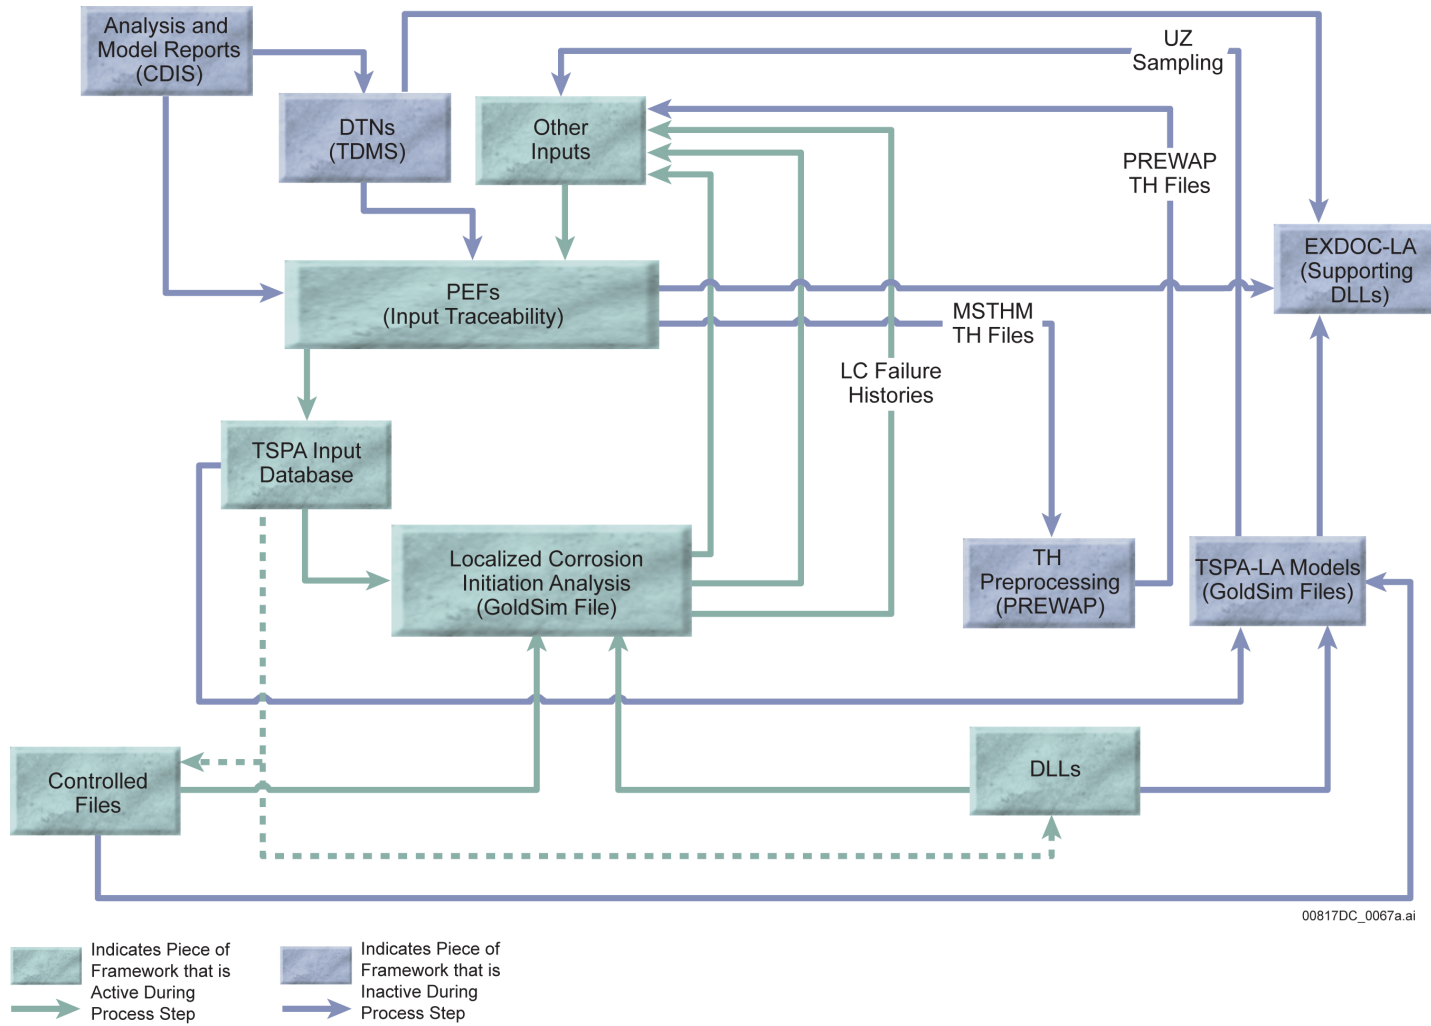 Analysis and
Model Reports
(CDIS)
UZ
Sampling
DTNs
(TDMS)
Other
Inputs
PREWAP
TH Files
EXDOC-LA
(Supporting
DLLs)
PEFs
(Input Traceability)
MSTHM
TH Files
LC Failure
Histories
TSPA Input
Database
Localized Corrosion
Initiation Analysis
(GoldSim File)
TH
Preprocessing
(PREWAP)
TSPA-LA Models
(GoldSim Files)
Controlled
Files
DLLs
00817DC_0067a.ai
Indicates Piece of
Framework that is
Active During
Process Step
Indicates Piece of
Framework that is
Inactive During
Process Step